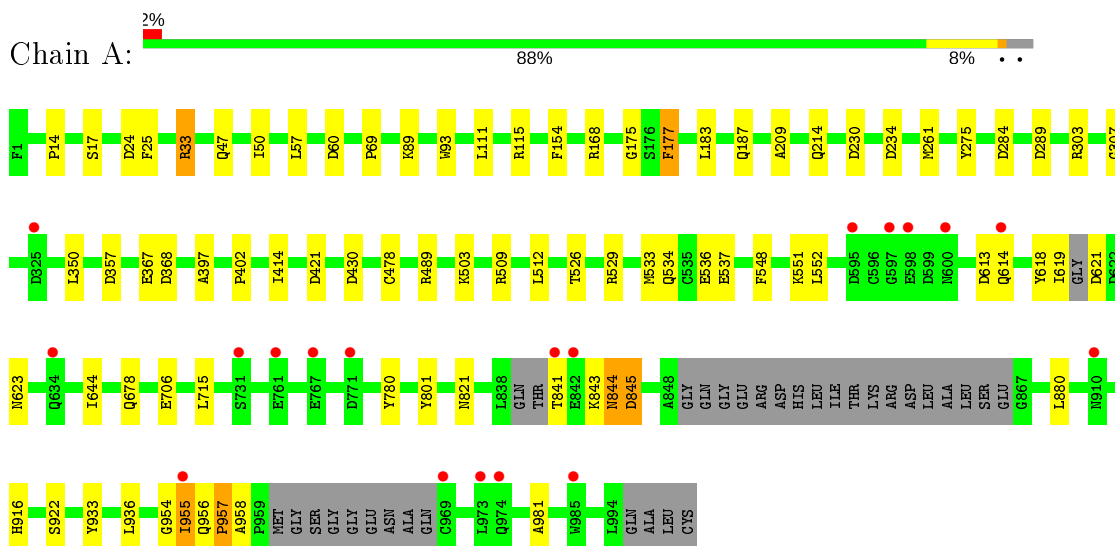 2%
Chain A:
88% 8% • •
F1 P14 S17 D24 F25 R33 Q47 I50 L57 D60 P69 K89 W93 L111 R115 F154 R168 G175 S176 F177 L183 Q187 A209 Q214 D230 D234 M261 Y275 D284 D289 R303 G307
D325 L350 D357 E367 D368 A397 P402 I414 D421 D430 C478 R489 K503 R509 L512 T526 R529 M533 Q534 C535 E536 E537 F548 K551 L552 D595 C596 G597 E598 D599 N600 D613 Q614 Y618 I619 GLY D621
N623 Q634 I644 Q678 E706 L715 S731 E761 E767 D771 Y780 Y801 N821 L838 GLN THR T841 E842 K843 N844 D845 A848 GLY GLN GLY GLU ARG ASP HIS LEU ILE THR LYS ARG ASP LEU ALA LEU SER GLU G867 L880 N910
H916 S922 Y933 L936 G954 I955 Q956 P957 A958 P959 MET GLY SER GLY GLY GLU ASN ALA GLN C969 L973 Q974 A981 W985 L994 GLN ALA LEU CYS